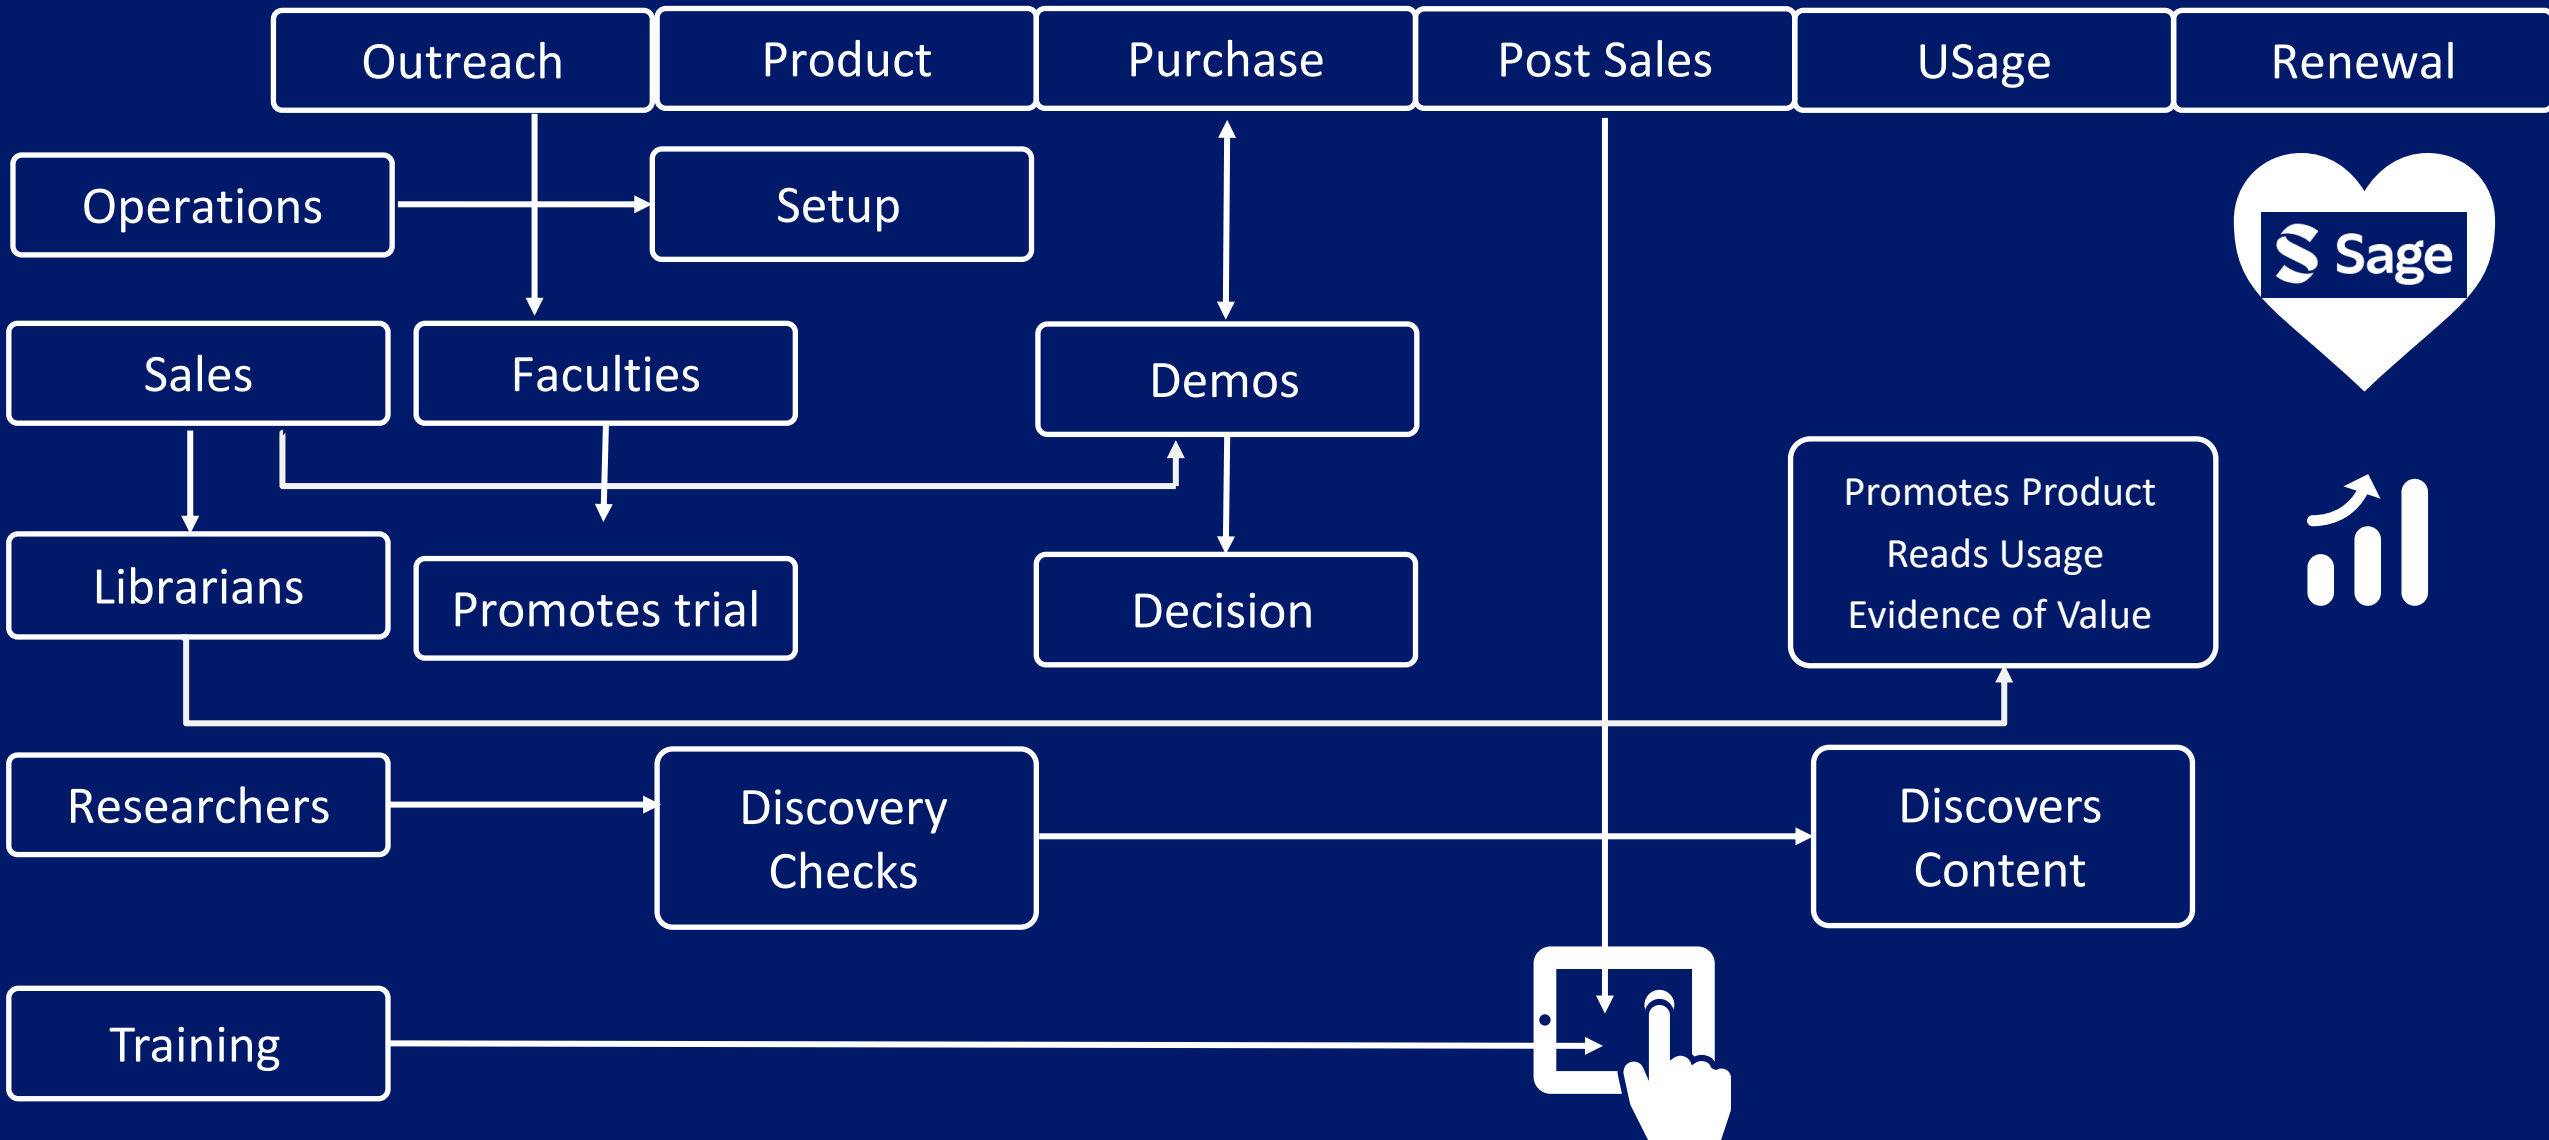 Outreach
Product
Purchase
Post Sales
USage
Renewal
Operations
Setup
Sage
Sales
Faculties
Demos
Librarians
Promotes trial
Decision
Promotes Product
Reads Usage
Evidence of Value
Researchers
Discovery
Checks
Discovers
Content
Training